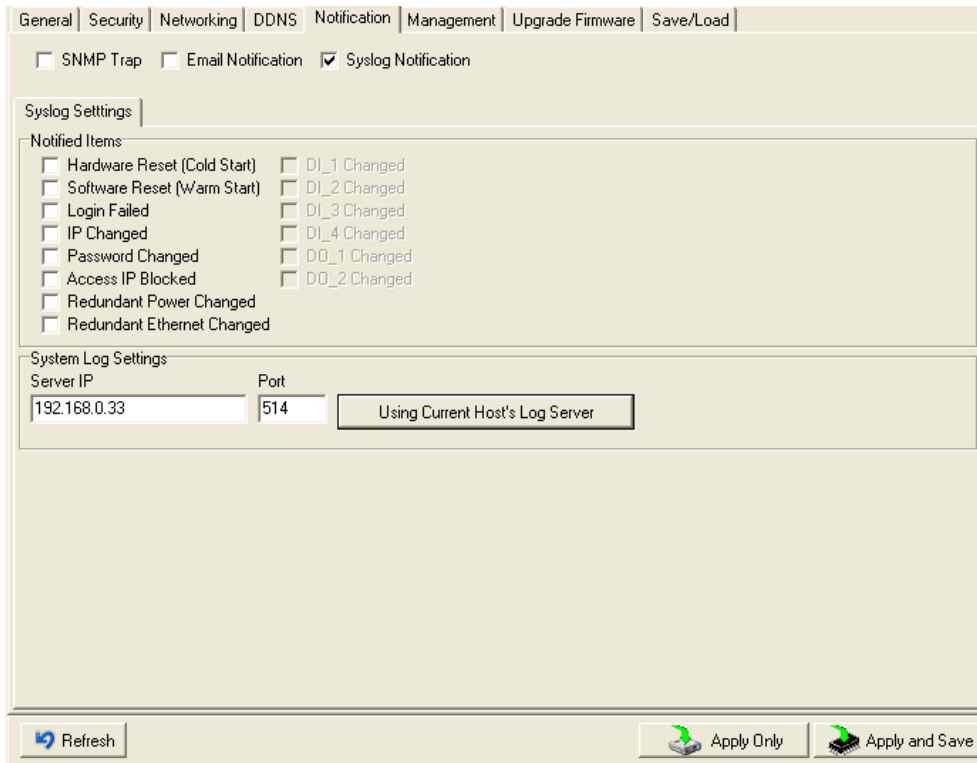 General Security Networking DDNS Notification Management Upgrade Firmware Save/Load
SNMP Trap Email Notification Syslog Notification
Syslog Setttings
Notified Items
Hardware Reset (Cold Start) DI_1 Changed
Software Reset (Warm Start) DI_2 Changed
Login Failed DI_3 Changed
IP Changed DI_4 Changed
Password Changed DO_1 Changed
Access IP Blocked DO_2 Changed
Redundant Power Changed
Redundant Ethernet Changed
System Log Settings
Server IP Port
192.168.0.33 514 Using Current Host's Log Server
Refresh Apply Only Apply and Save